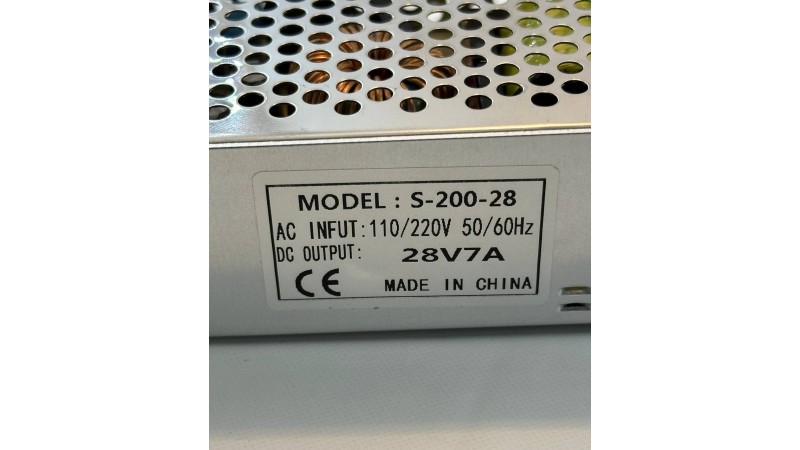 MODEL : S-200-28
AC INFUT: 110/220V 50/60Hz
DC OUTPUT: 28V7A
CE MADE IN CHINA